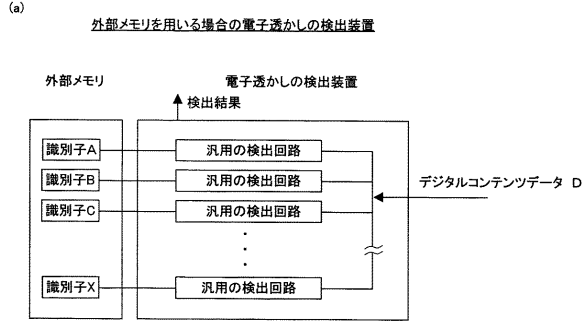 (a)
外部メモリを用いる場合の電子透かしの検出装置
外部メモリ
電子透かしの検出装置
検出結果
識別子A
汎用の検出回路
識別子B
汎用の検出回路
識別子C
汎用の検出回路
デジタルコンテンツデータ D
識別子X
汎用の検出回路